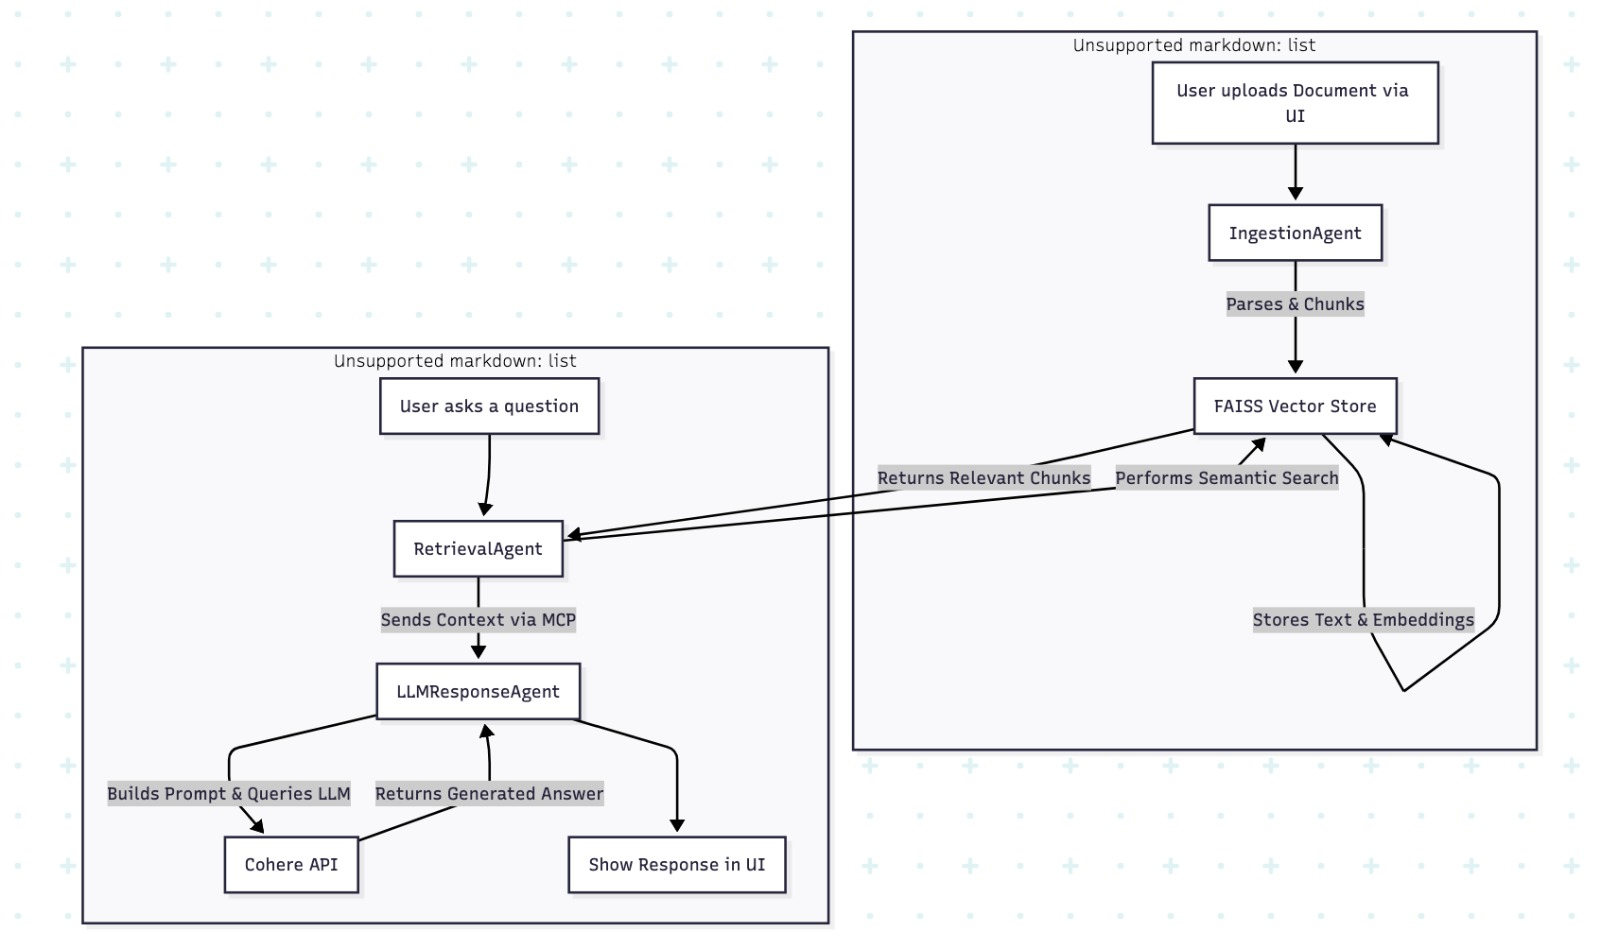 Unsupported markdown: list
User uploads Document via
UI
IngestionAgent
Parses & Chunks
FAISS Vector Store
Returns Relevant Chunks
Performs Semantic Search
Stores Text & Embeddings
Unsupported markdown: list
User asks a question
RetrievalAgent
Sends Context via MCP
LLMResponseAgent
Builds Prompt & Queries LLM
Returns Generated Answer
Cohere API
Show Response in UI